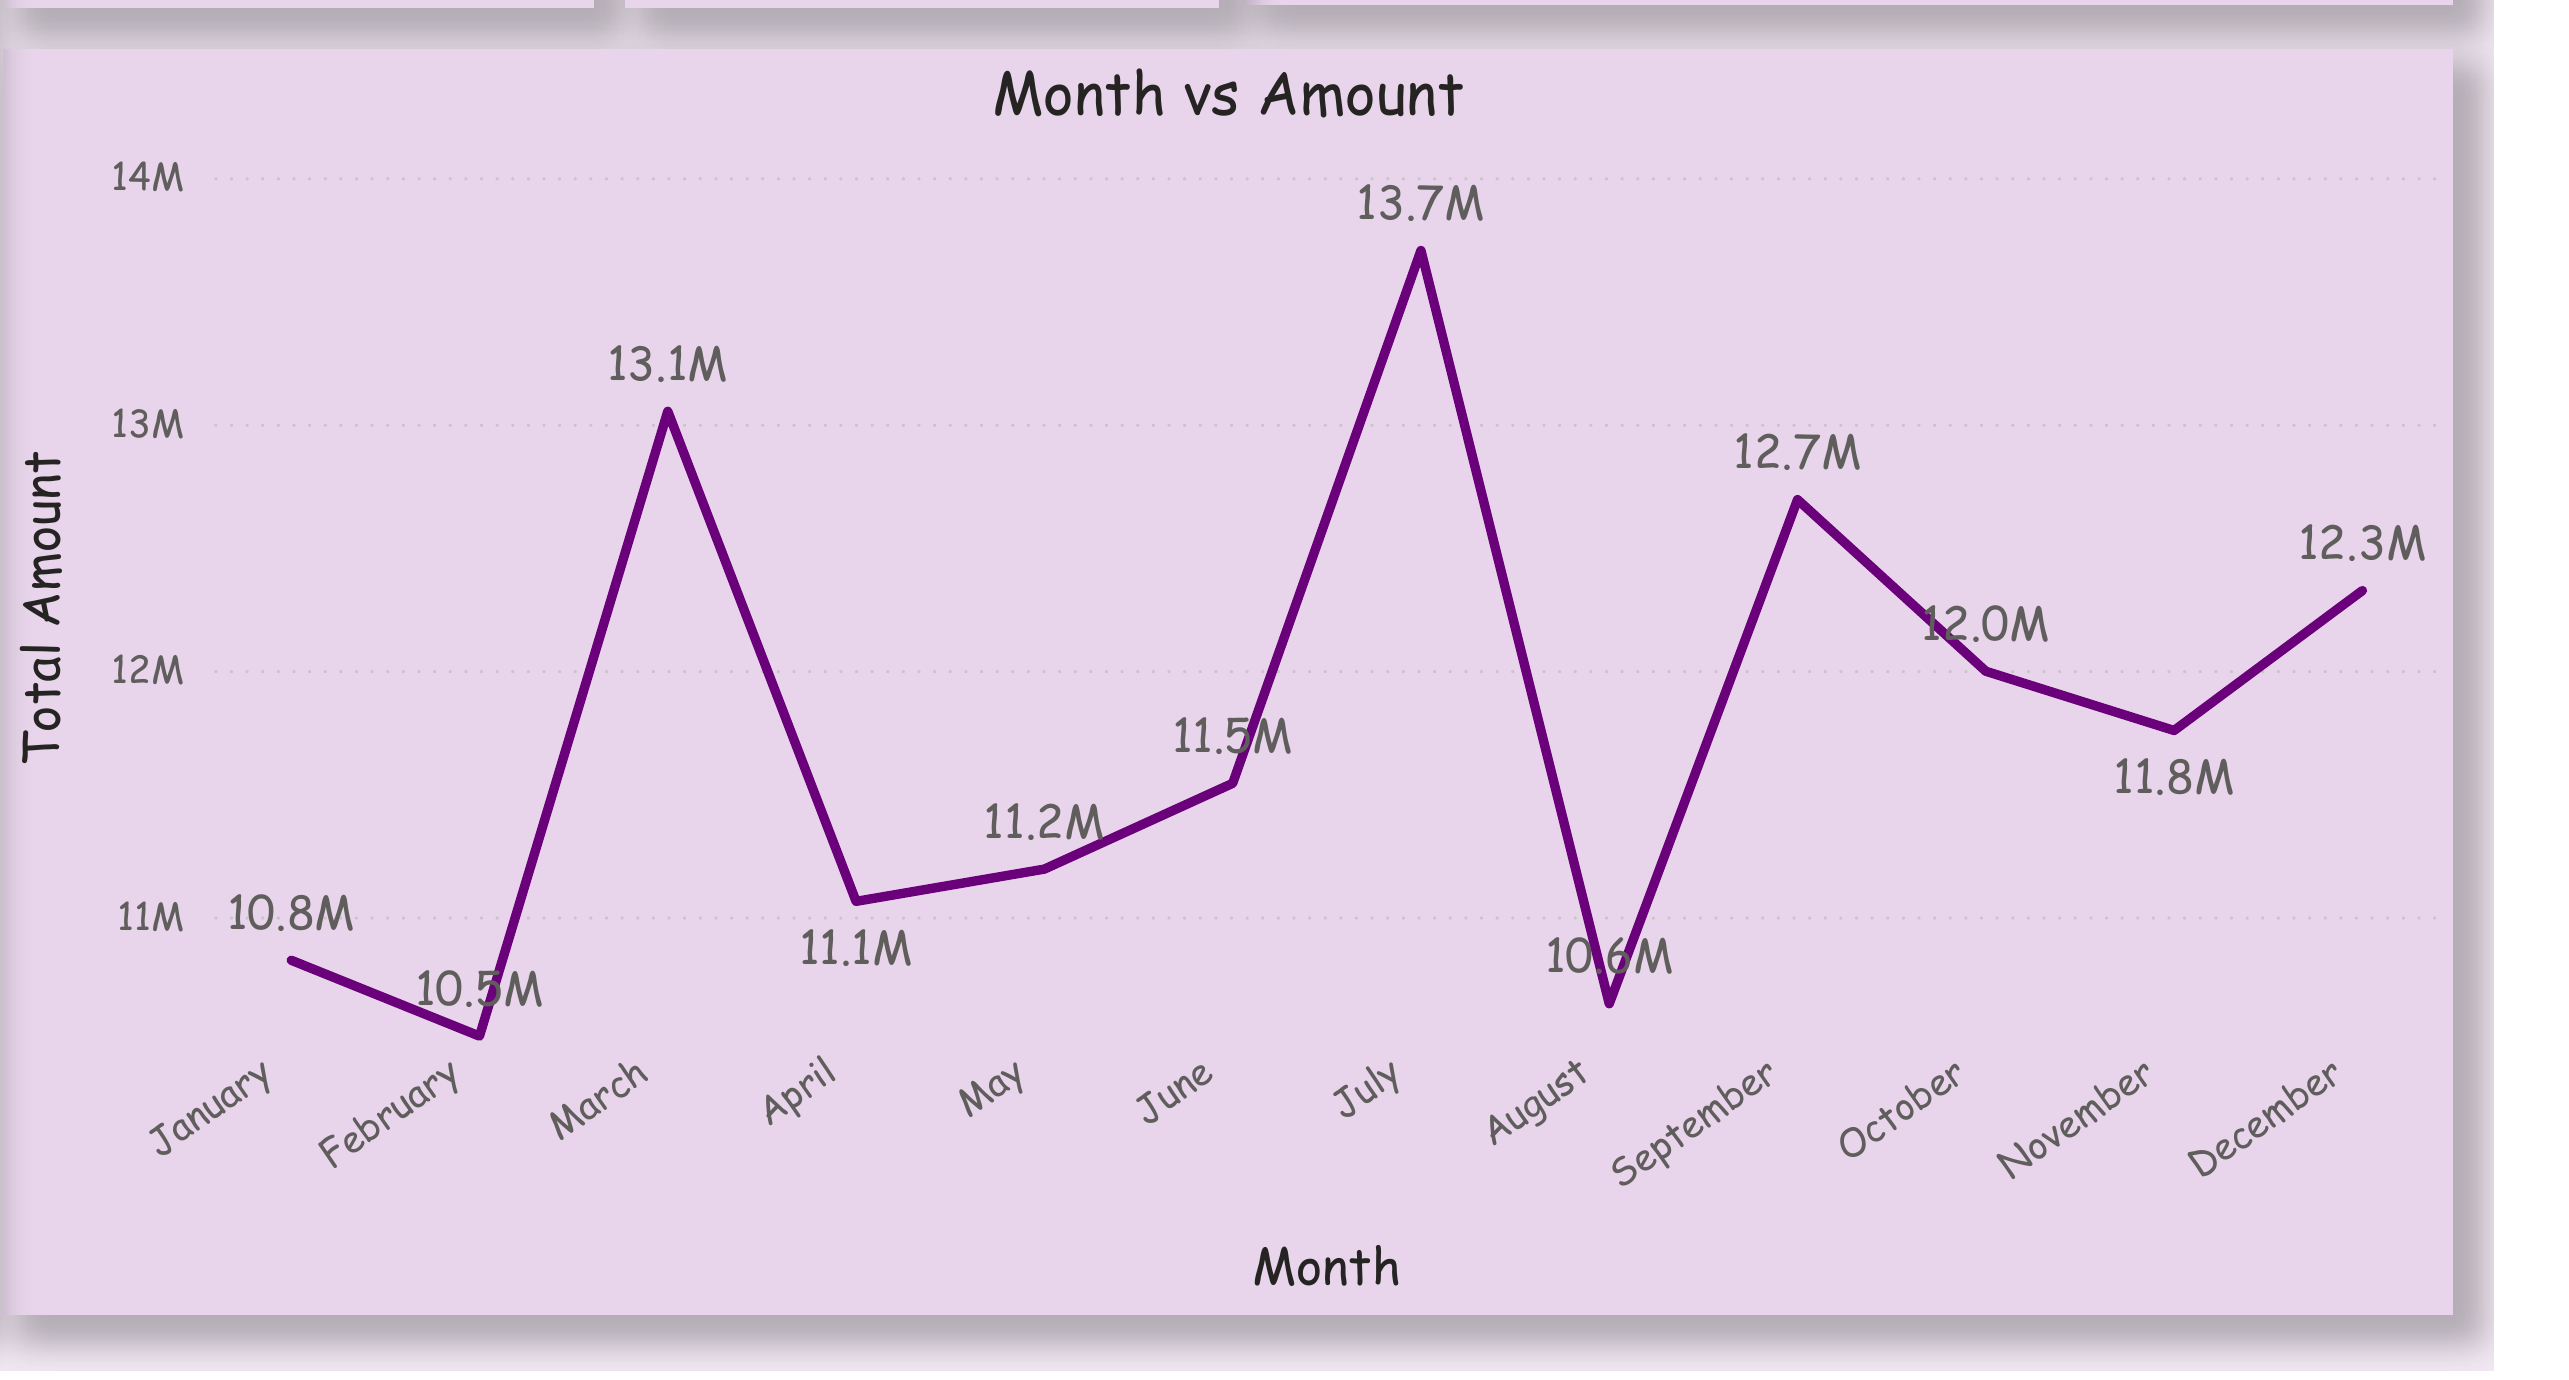 Month vs Amount
14M
13M
12M
11M
Total Amount
10.8M
10.5M
13.1M
11.1M
11.2M
11.5M
13.7M
10.6M
12.7M
12.0M
11.8M
12.3M
January
February
March
April
May
June
July
August
September
October
November
December
Month